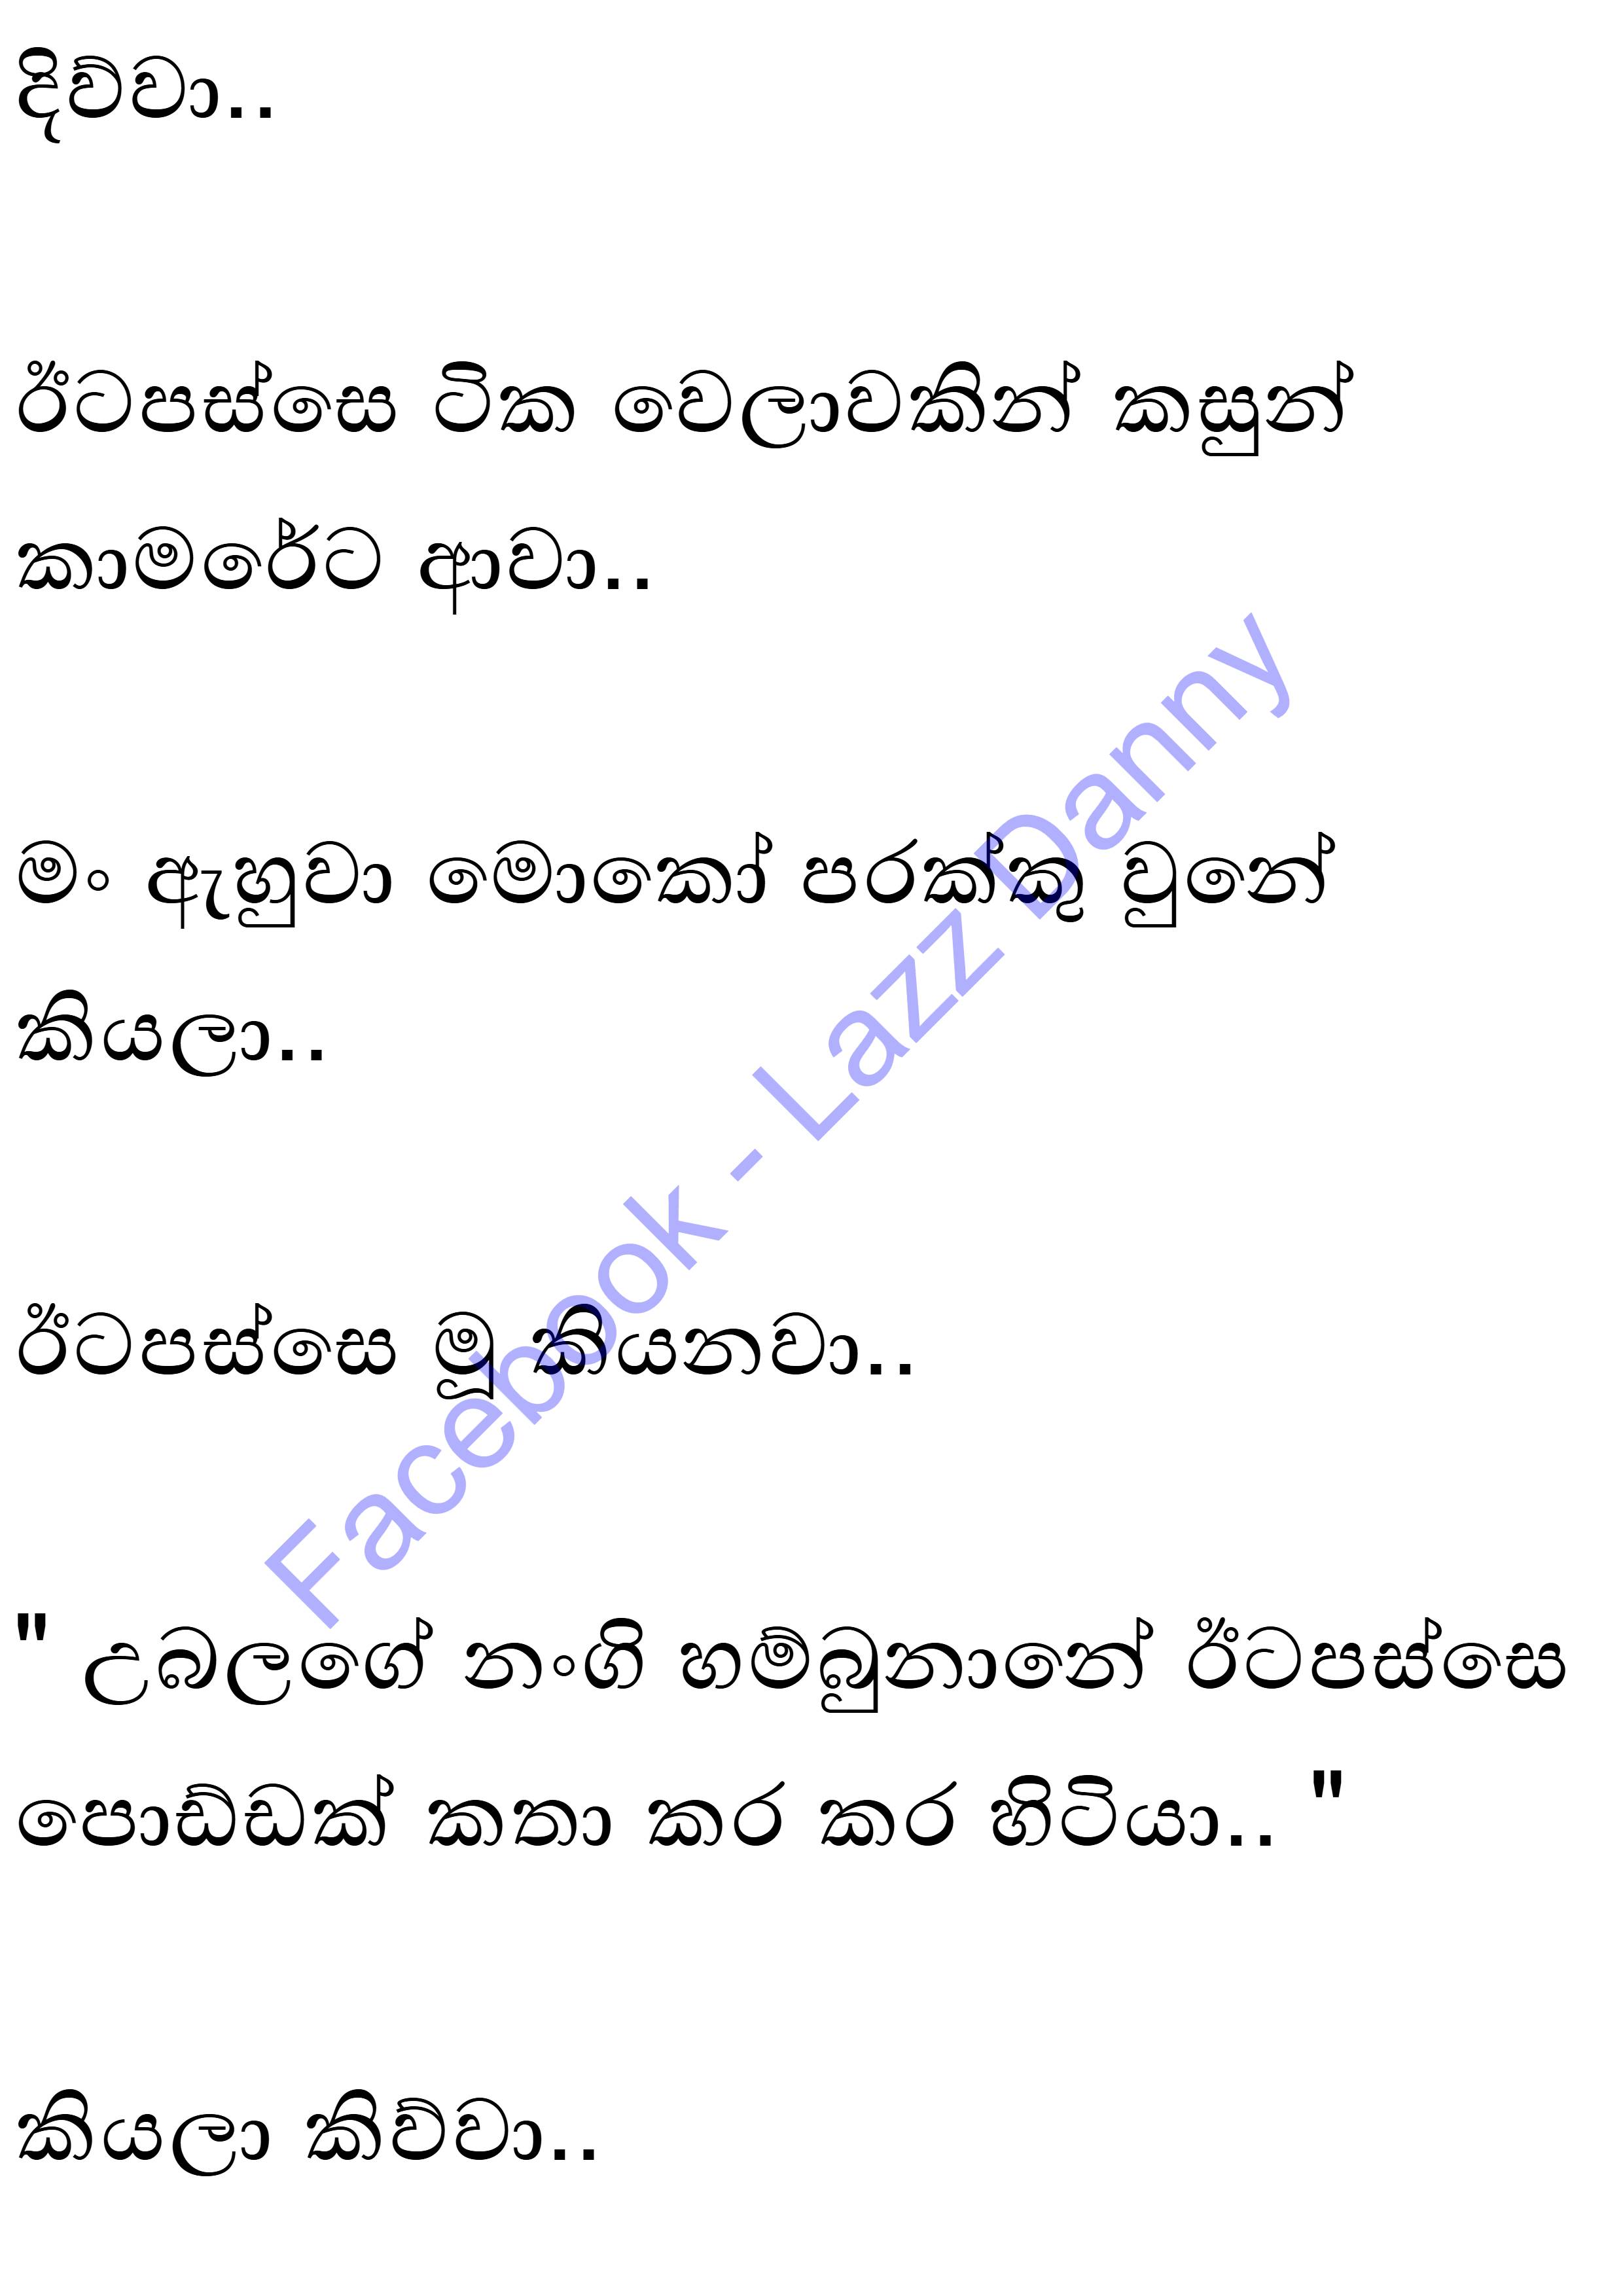 දිව්වා..
ඊටපස්සෙ ටික වෙලාවකින් කසුන්
කාමරේට ආවා..
මං ඇහුවා මොකෝ පරක්කු වුනේ
කියලා..
ඊටපස්සෙ මූ කියනවා..
" උබලගේ නංගි හම්බුනානේ ඊටපස්සෙ
පොඩ්ඩක් කතා කර කර හිටියා.. "
කියලා කිව්වා..
Facebook - Lazz Danny